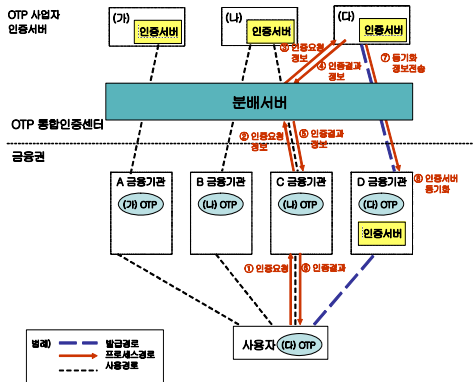 OTP 사업자
인증서버
(가)
인증서버
(나)
인증서버
(다)
인증서버
③ 인증요청
정보
④ 인증결과
정보
⑦ 동기화
정보전송
분배서버
OTP 통합인증센터
② 인증요청
정보
⑤ 인증결과
정보
금융권
A 금융기관
(가) OTP
B 금융기관
(나) OTP
C 금융기관
(나) OTP
D 금융기관
(다) OTP
인증서버
⑧ 인증서버
동기화
① 인증요청
⑥ 인증결과
사용자
(다) OTP
범례)
발급경로
프로세스경로
사용경로